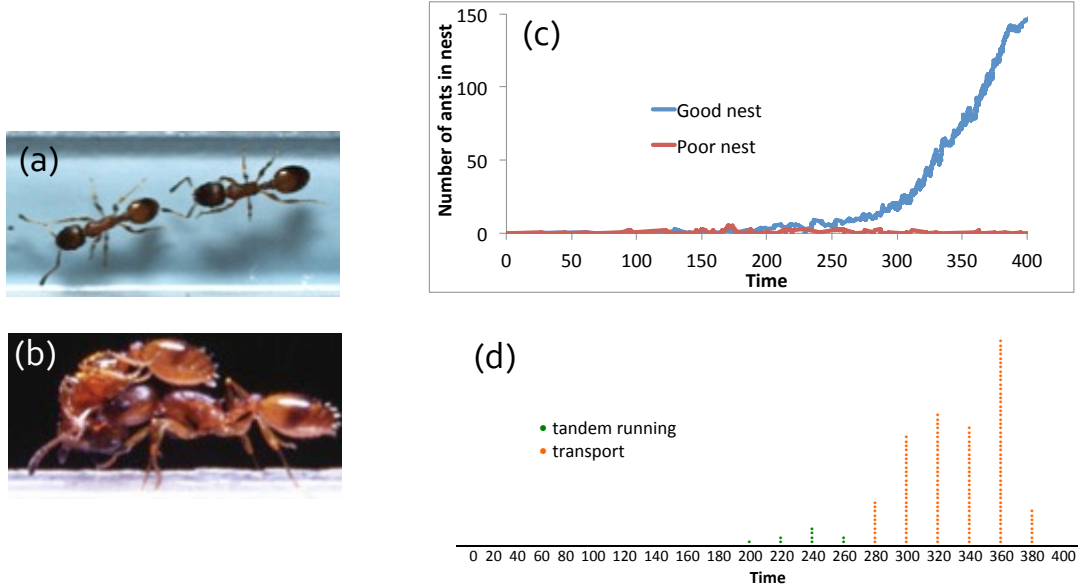 (a)
(b)
(c)
Number of ants in nest
150
100
50
0
Good nest
Poor nest
0 50 100 150 200 250 300 350 400
Time
(d)
tandem running
transport
0 20 40 60 80 100 120 140 160 180 200 220 240 260 280 300 320 340 360 380 400
Time